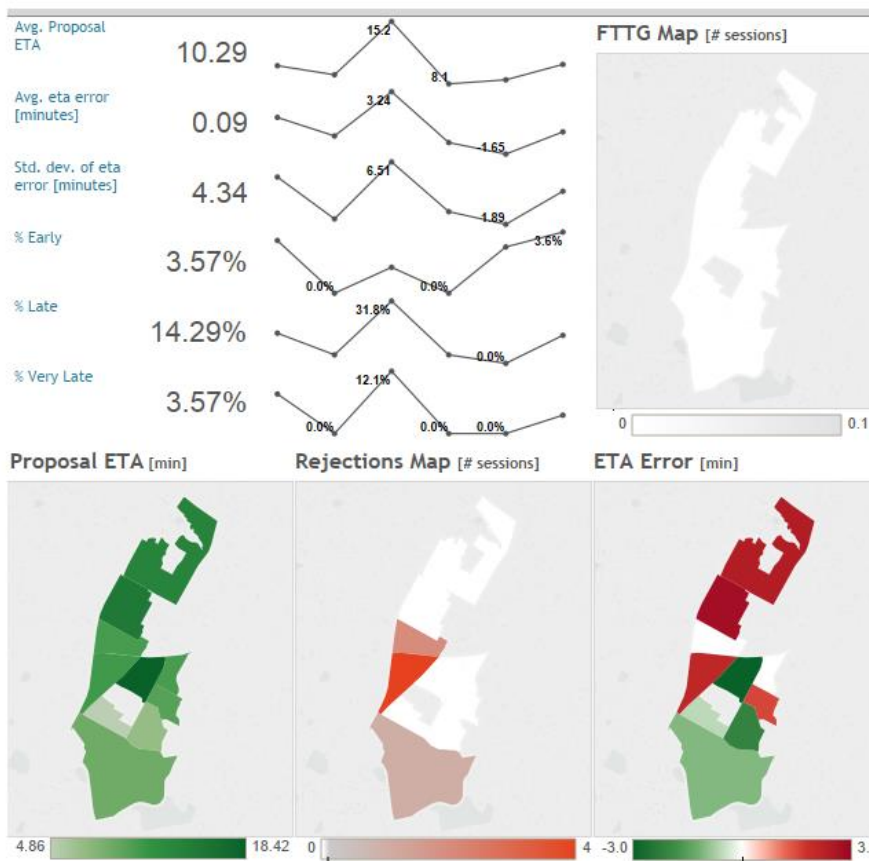 Avg. Proposal
ETA
10.29
15.2
8.1
FTTG Map [# sessions]
Avg. eta error
[minutes]
0.09
3.24
-1.65
Std. dev. of eta
error [minutes]
4.34
6.51
1.89
% Early
3.57%
0.0%
0.0%
3.6%
% Late
14.29%
31.8%
0.0%
% Very Late
3.57%
12.1%
0.0%
0.0%
0.0%
0
0.1
Proposal ETA [min]
Rejections Map [# sessions]
ETA Error [min]
4.86
18.42
0
4
-3.0
3.